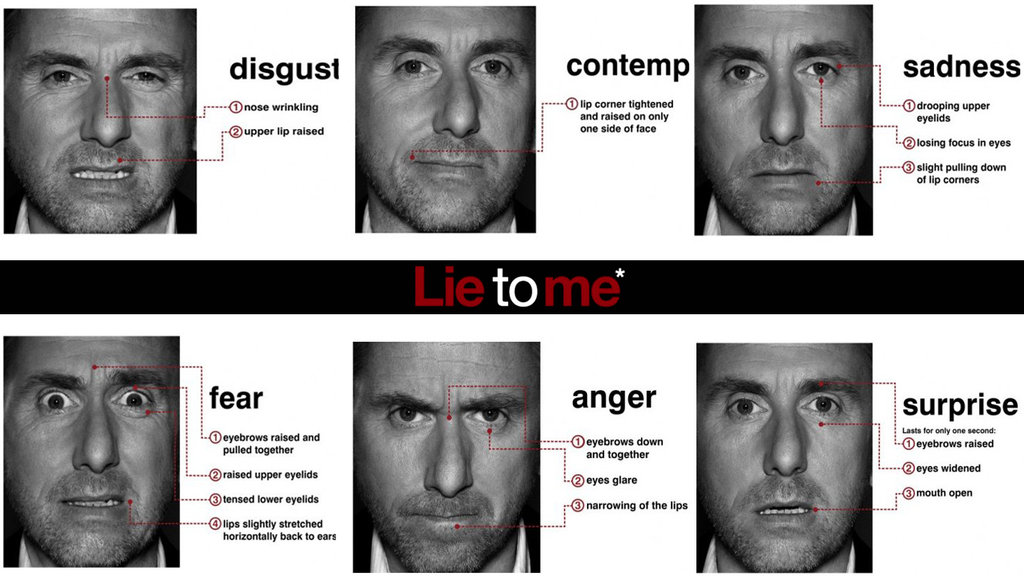 disgust
1 nose wrinkling
2 upper lip raised
contemp
1 lip corner tightened
and raised on only
one side of face
sadness
1 drooping upper
eyelids
2 losing focus in eyes
3 slight pulling down
of lip corners
Lie to me*
fear
1 eyebrows raised and
pulled together
2 raised upper eyelids
3 tensed lower eyelids
4 lips slightly stretched
horizontally back to ears
anger
1 eyebrows down
and together
2 eyes glare
3 narrowing of the lips
surprise
Lasts for only one second:
1 eyebrows raised
2 eyes widened
3 mouth open